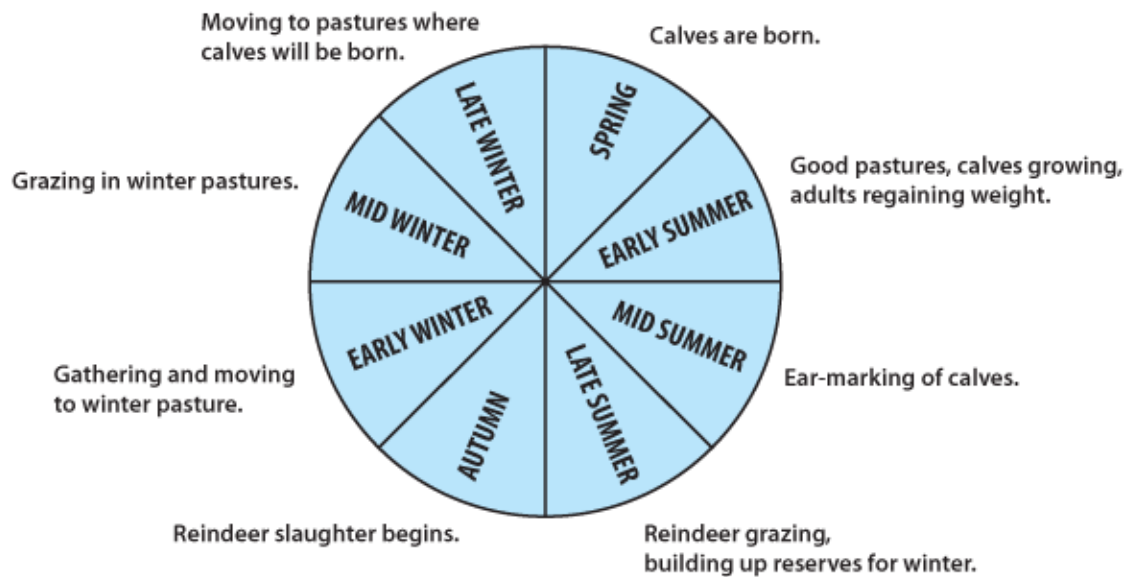 Moving to pastures where
calves will be born.
Calves are born.
LATE WINTER
SPRING
Grazing in winter pastures.
Good pastures, calves growing,
adults regaining weight.
MID WINTER
EARLY SUMMER
EARLY WINTER
MID SUMMER
Gathering and moving
to winter pasture.
Ear-marking of calves.
AUTUMN
LATE SUMMER
Reindeer slaughter begins.
Reindeer grazing,
building up reserves for winter.